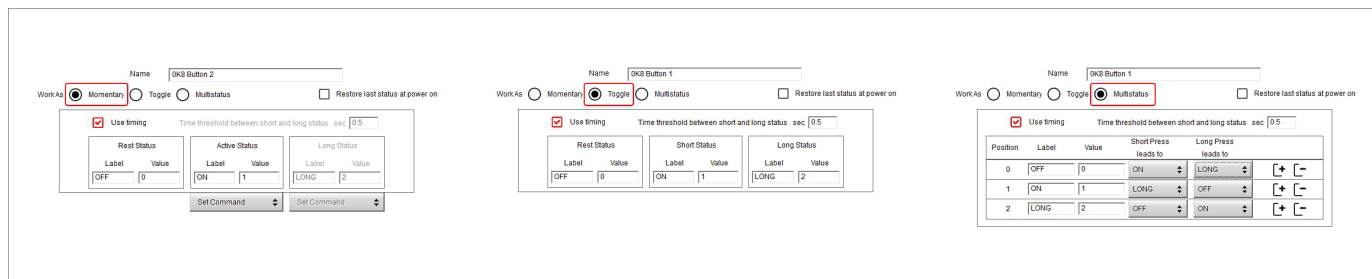 Name 0K8 Button 2
Work As Momentary Toggle Multistatus Restore last status at power on
Use timing Time threshold between short and long status sec 0.5
Rest Status Active Status Long Status
Label Value Label Value Label Value
OFF 0 ON 1 LONG 2
Set Command Set Command
Name 0K8 Button 1
Work As Momentary Toggle Multistatus Restore last status at power on
Use timing Time threshold between short and long status sec 0.5
Rest Status Short Status Long Status
Label Value Label Value Label Value
OFF 0 ON 1 LONG 2
Name 0K8 Button 1
Work As Momentary Toggle Multistatus Restore last status at power on
Use timing Time threshold between short and long status sec 0.5
Position Label Value Short Press leads to Long Press leads to
0 OFF 0 ON LONG
1 ON 1 LONG OFF
2 LONG 2 OFF ON